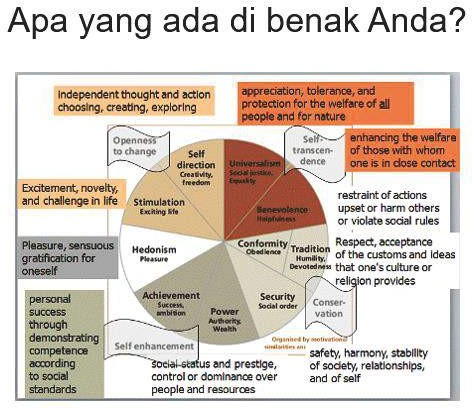 Apa yang ada di benak Anda?
Independent thought and action
choosing, creating, exploring
appreciation, tolerance, and
protection for the welfare of all
people and for nature
Openness
to change
Self
direction
Creativity,
freedom
Universalism
Social justice,
Equality
Self-
transcen-
dence
enhancing the welfare
of those with whom
one is in close contact
Excitement, novelty,
and challenge in life
Stimulation
Exciting life
Benevolence
Helpfulness
restraint of actions
upset or harm others
or violate social rules
Pleasure, sensuous
gratification for
oneself
Hedonism
Pleasure
Conformity
Obedience
Tradition
Humility,
Devotedness
Respect, acceptance
of the customs and ideas
that one's culture or
religion provides
personal
success
through
demonstrating
competence
according
to social
standards
Achievement
Success,
ambition
Power
Authority,
Wealth
Security
Social order
Conser-
vation
Self enhancement
Organised by motivational
similarities and
social status and prestige,
control or dominance over
people and resources
safety, harmony, stability
of society, relationships,
and of self